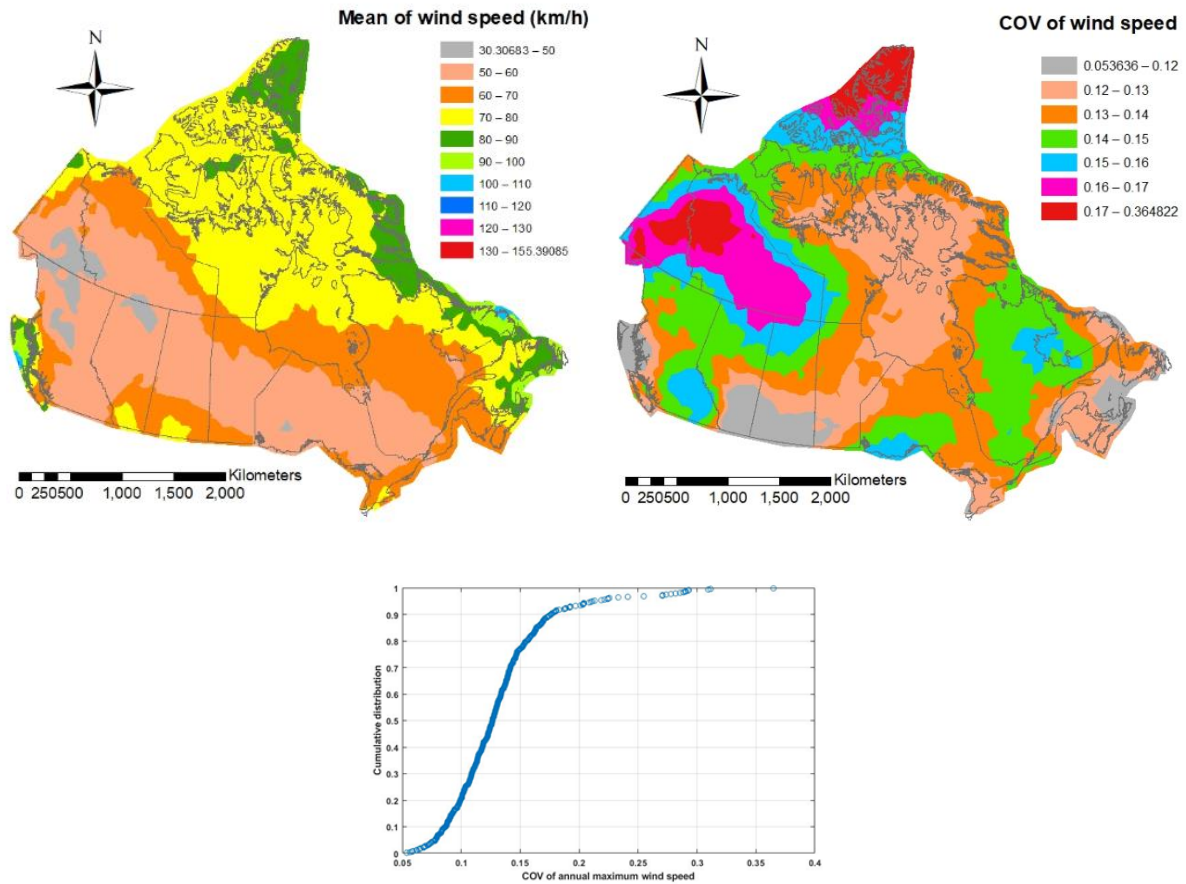 Mean of wind speed (km/h)
N
30.30683 – 50
50 – 60
60 – 70
70 – 80
80 – 90
90 – 100
100 – 110
110 – 120
120 – 130
130 – 155.39085
Kilometers
0 250500 1,000 1,500 2,000
COV of wind speed
N
0.053636 – 0.12
0.12 – 0.13
0.13 – 0.14
0.14 – 0.15
0.15 – 0.16
0.16 – 0.17
0.17 – 0.364822
Kilometers
0 250500 1,000 1,500 2,000
Cumulative distribution
1
0.9
0.8
0.7
0.6
0.5
0.4
0.3
0.2
0.1
0
0.05 0.1 0.15 0.2 0.25 0.3 0.35 0.4
COV of annual maximum wind speed